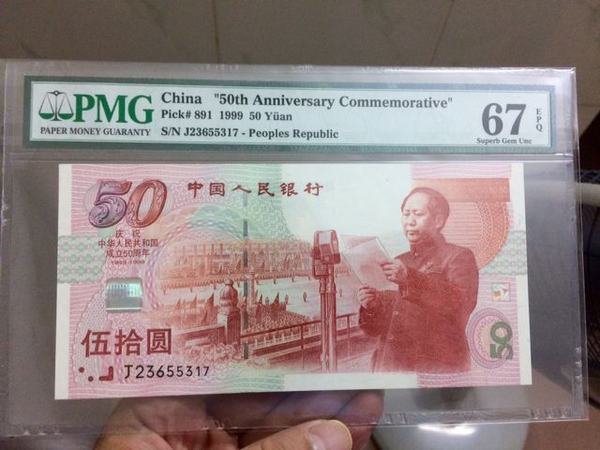 PMG
PAPER MONEY GUARANTY
China "50th Anniversary Commemorative"
Pick# 891 1999 50 Yüan
S/N J23655317 - Peoples Republic
67 EPQ
Superb Gem Unc
50
中国人民银行
庆祝
中华人民共和国
成立50周年
1949-1999
伍拾圆
J23655317
50